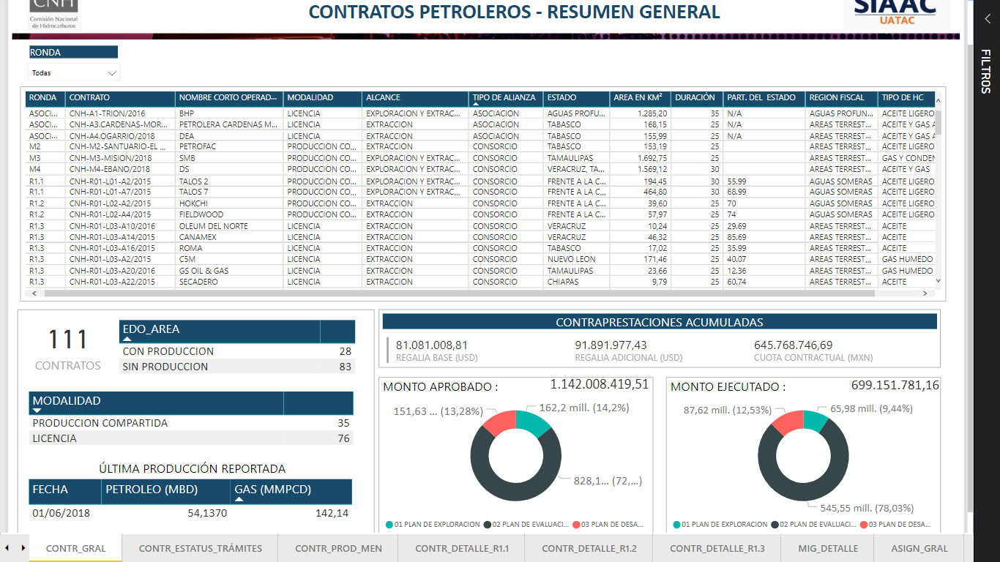 CNH
Comisión Nacional
de Hidrocarburos
CONTRATOS PETROLEROS - RESUMEN GENERAL
SIAAC
UATAC
FILTROS
RONDA
Todas
RONDA CONTRATO NOMBRE CORTO OPERAD... MODALIDAD ALCANCE TIPO DE ALIANZA ESTADO AREA EN KM² DURACIÓN PART. DEL ESTADO REGION FISCAL TIPO DE HC
ASOCI... CNH-A1-TRION/2016 BHP LICENCIA EXPLORACION Y EXTRAC... ASOCIACION AGUAS PROFU... 1.285,20 35 N/A AGUAS PROFUN... ACEITE LIGERO
ASOCI... CNH-A3.CARDENAS-MOR... PETROLERA CARDENAS M... LICENCIA EXTRACCION ASOCIACION TABASCO 168,15 25 N/A AREAS TERREST... ACEITE Y GAS A
ASOCI... CNH-A4.OGARRIO/2018 DEA LICENCIA EXTRACCION ASOCIACION TABASCO 155,99 25 N/A AREAS TERREST... ACEITE Y GAS A
M2 CNH-M2-SANTUARIO-EL ... PETROFAC PRODUCCION CO... EXTRACCION CONSORCIO TABASCO 153,19 25 AREAS TERREST... ACEITE LIGERO
M3 CNH-M3-MISION/2018 SMB PRODUCCION CO... EXPLORACION Y EXTRAC... CONSORCIO TAMAULIPAS 1.692,75 25 AREAS TERREST... GAS Y CONDEN
M4 CNH-M4-EBANO/2018 DS PRODUCCION CO... EXPLORACION Y EXTRAC... CONSORCIO VERACRUZ, TA... 1.569,12 30 AREAS TERREST... ACEITE Y GAS
R1.1 CNH-R01-L01-A2/2015 TALOS 2 PRODUCCION CO... EXPLORACION Y EXTRAC... CONSORCIO FRENTE A LA C... 194,45 30 55.99 AGUAS SOMERAS ACEITE LIGERO
R1.1 CNH-R01-L01-A7/2015 TALOS 7 PRODUCCION CO... EXPLORACION Y EXTRAC... CONSORCIO FRENTE A LA C... 464,80 30 68.99 AGUAS SOMERAS ACEITE LIGERO
R1.2 CNH-R01-L02-A2/2015 HOKCHI PRODUCCION CO... EXTRACCION CONSORCIO FRENTE A LA C... 39,60 25 70 AGUAS SOMERAS ACEITE LIGERO
R1.2 CNH-R01-L02-A4/2015 FIELDWOOD PRODUCCION CO... EXTRACCION CONSORCIO FRENTE A LA C... 57,97 25 74 AGUAS SOMERAS ACEITE LIGERO
R1.3 CNH-R01-L03-A10/2016 OLEUM DEL NORTE LICENCIA EXTRACCION CONSORCIO VERACRUZ 10,24 25 29.69 AREAS TERREST... ACEITE
R1.3 CNH-R01-L03-A14/2015 CANAMEX LICENCIA EXTRACCION CONSORCIO VERACRUZ 46,32 25 85.69 AREAS TERREST... ACEITE
R1.3 CNH-R01-L03-A16/2015 ROMA LICENCIA EXTRACCION CONSORCIO TABASCO 17,02 25 35.99 AREAS TERREST... ACEITE
R1.3 CNH-R01-L03-A2/2015 C5M LICENCIA EXTRACCION CONSORCIO NUEVO LEON 171,46 25 40.07 AREAS TERREST... GAS HUMEDO
R1.3 CNH-R01-L03-A20/2016 GS OIL & GAS LICENCIA EXTRACCION CONSORCIO TAMAULIPAS 23,66 25 12.36 AREAS TERREST... GAS HUMEDO
R1.3 CNH-R01-L03-A22/2015 SECADERO LICENCIA EXTRACCION CONSORCIO CHIAPAS 9,79 25 60.74 AREAS TERREST... ACEITE
111
CONTRATOS
EDO_AREA
CON PRODUCCION 28
SIN PRODUCCION 83
MODALIDAD
PRODUCCION COMPARTIDA 35
LICENCIA 76
ÚLTIMA PRODUCCIÓN REPORTADA
FECHA PETROLEO (MBD) GAS (MMPCD)
01/06/2018 54,1370 142,14
CONTRAPRESTACIONES ACUMULADAS
81.081.008,81 91.891.977,43 645.768.746,69
REGALIA BASE (USD) REGALIA ADICIONAL (USD) CUOTA CONTRACTUAL (MXN)
MONTO APROBADO : 1.142.008.419,51
151,63 ... (13,28%) 162,2 mill. (14,2%)
828,1... (72,...)
01 PLAN DE EXPLORACION 02 PLAN DE EVALUACI... 03 PLAN DE DESA...
MONTO EJECUTADO : 699.151.781,16
87,62 mill. (12,53%) 65,98 mill. (9,44%)
545,55 mill. (78,03%)
01 PLAN DE EXPLORACION 02 PLAN DE EVALUACI... 03 PLAN DE DESA...
CONTR_GRAL CONTR_ESTATUS_TRÁMITES CONTR_PROD_MEN CONTR_DETALLE_R1.1 CONTR_DETALLE_R1.2 CONTR_DETALLE_R1.3 MIG_DETALLE ASIGN_GRAL